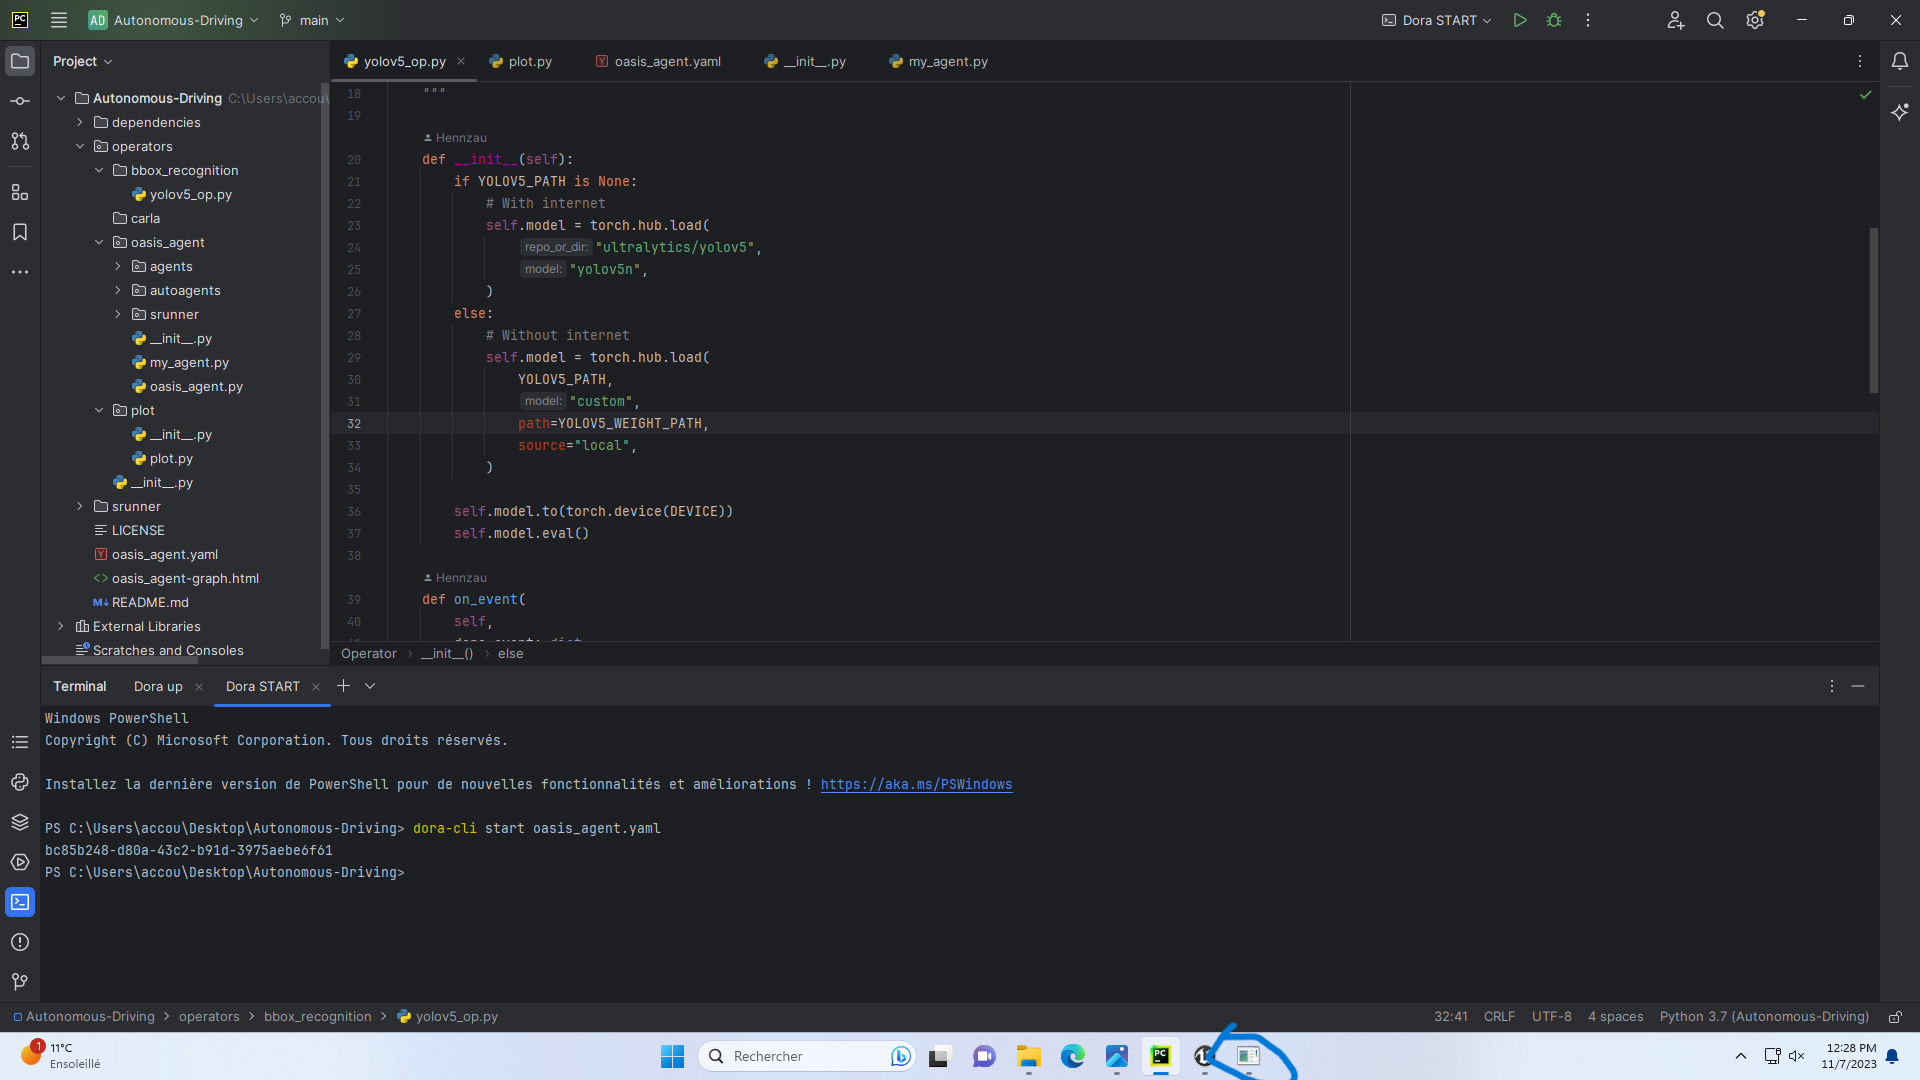 PC AD Autonomous-Driving main Dora START
Project
yolov5_op.py plot.py oasis_agent.yaml __init__.py my_agent.py
Autonomous-Driving C:\Users\accou\
dependencies
operators
bbox_recognition
yolov5_op.py
carla
oasis_agent
agents
autoagents
srunner
__init__.py
my_agent.py
oasis_agent.py
plot
__init__.py
plot.py
__init__.py
srunner
LICENSE
oasis_agent.yaml
oasis_agent-graph.html
README.md
External Libraries
Scratches and Consoles
18 """
19
Hennzau
20 def __init__(self):
21 if YOLOV5_PATH is None:
22 # With internet
23 self.model = torch.hub.load(
24 repo_or_dir: "ultralytics/yolov5",
25 model: "yolov5n",
26 )
27 else:
28 # Without internet
29 self.model = torch.hub.load(
30 YOLOV5_PATH,
31 model: "custom",
32 path=YOLOV5_WEIGHT_PATH,
33 source="local",
34 )
35
36 self.model.to(torch.device(DEVICE))
37 self.model.eval()
38
Hennzau
39 def on_event(
40 self,
Operator › __init__() › else
Terminal Dora up Dora START
Windows PowerShell
Copyright (C) Microsoft Corporation. Tous droits réservés.
Installez la dernière version de PowerShell pour de nouvelles fonctionnalités et améliorations ! https://aka.ms/PSWindows
PS C:\Users\accou\Desktop\Autonomous-Driving> dora-cli start oasis_agent.yaml
bc85b248-d80a-43c2-b91d-3975aebe6f61
PS C:\Users\accou\Desktop\Autonomous-Driving>
Autonomous-Driving > operators > bbox_recognition > yolov5_op.py 32:41 CRLF UTF-8 4 spaces Python 3.7 (Autonomous-Driving)
1 11°C
Ensoleillé
Rechercher
PC
12:28 PM
11/7/2023